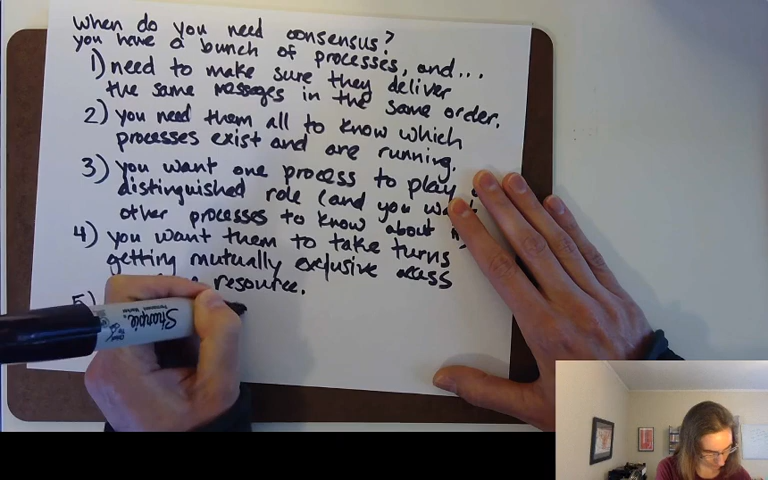 when do you need consensus?
you have a bunch of processes, and...
1) need to make sure they deliver
the same messages in the same order.
2) you need them all to know which
processes exist and are running.
3) you want one process to play
distinguished role (and you
other processes to know about
4) you want them to take turns
getting mutually exclusive access
resource.
5)
Sharpie